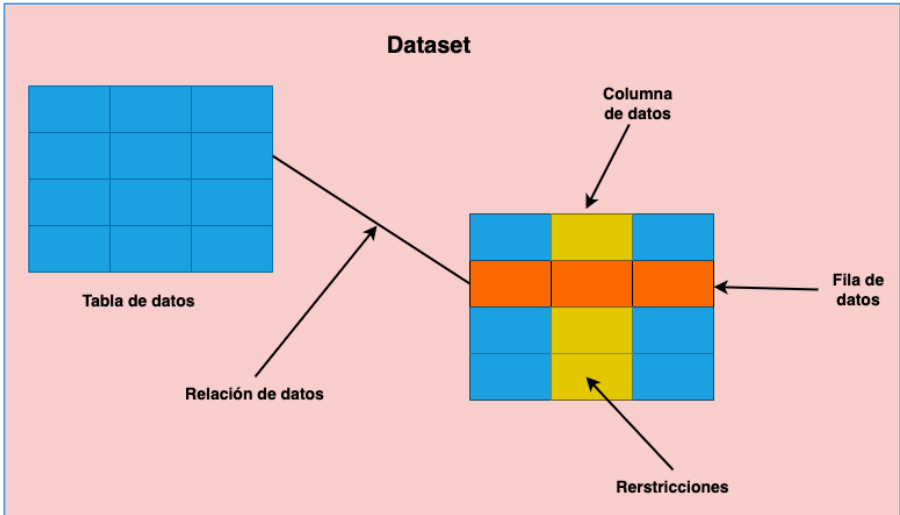 Dataset
Columna
de datos
Fila de
datos
Tabla de datos
Relación de datos
Rerstricciones